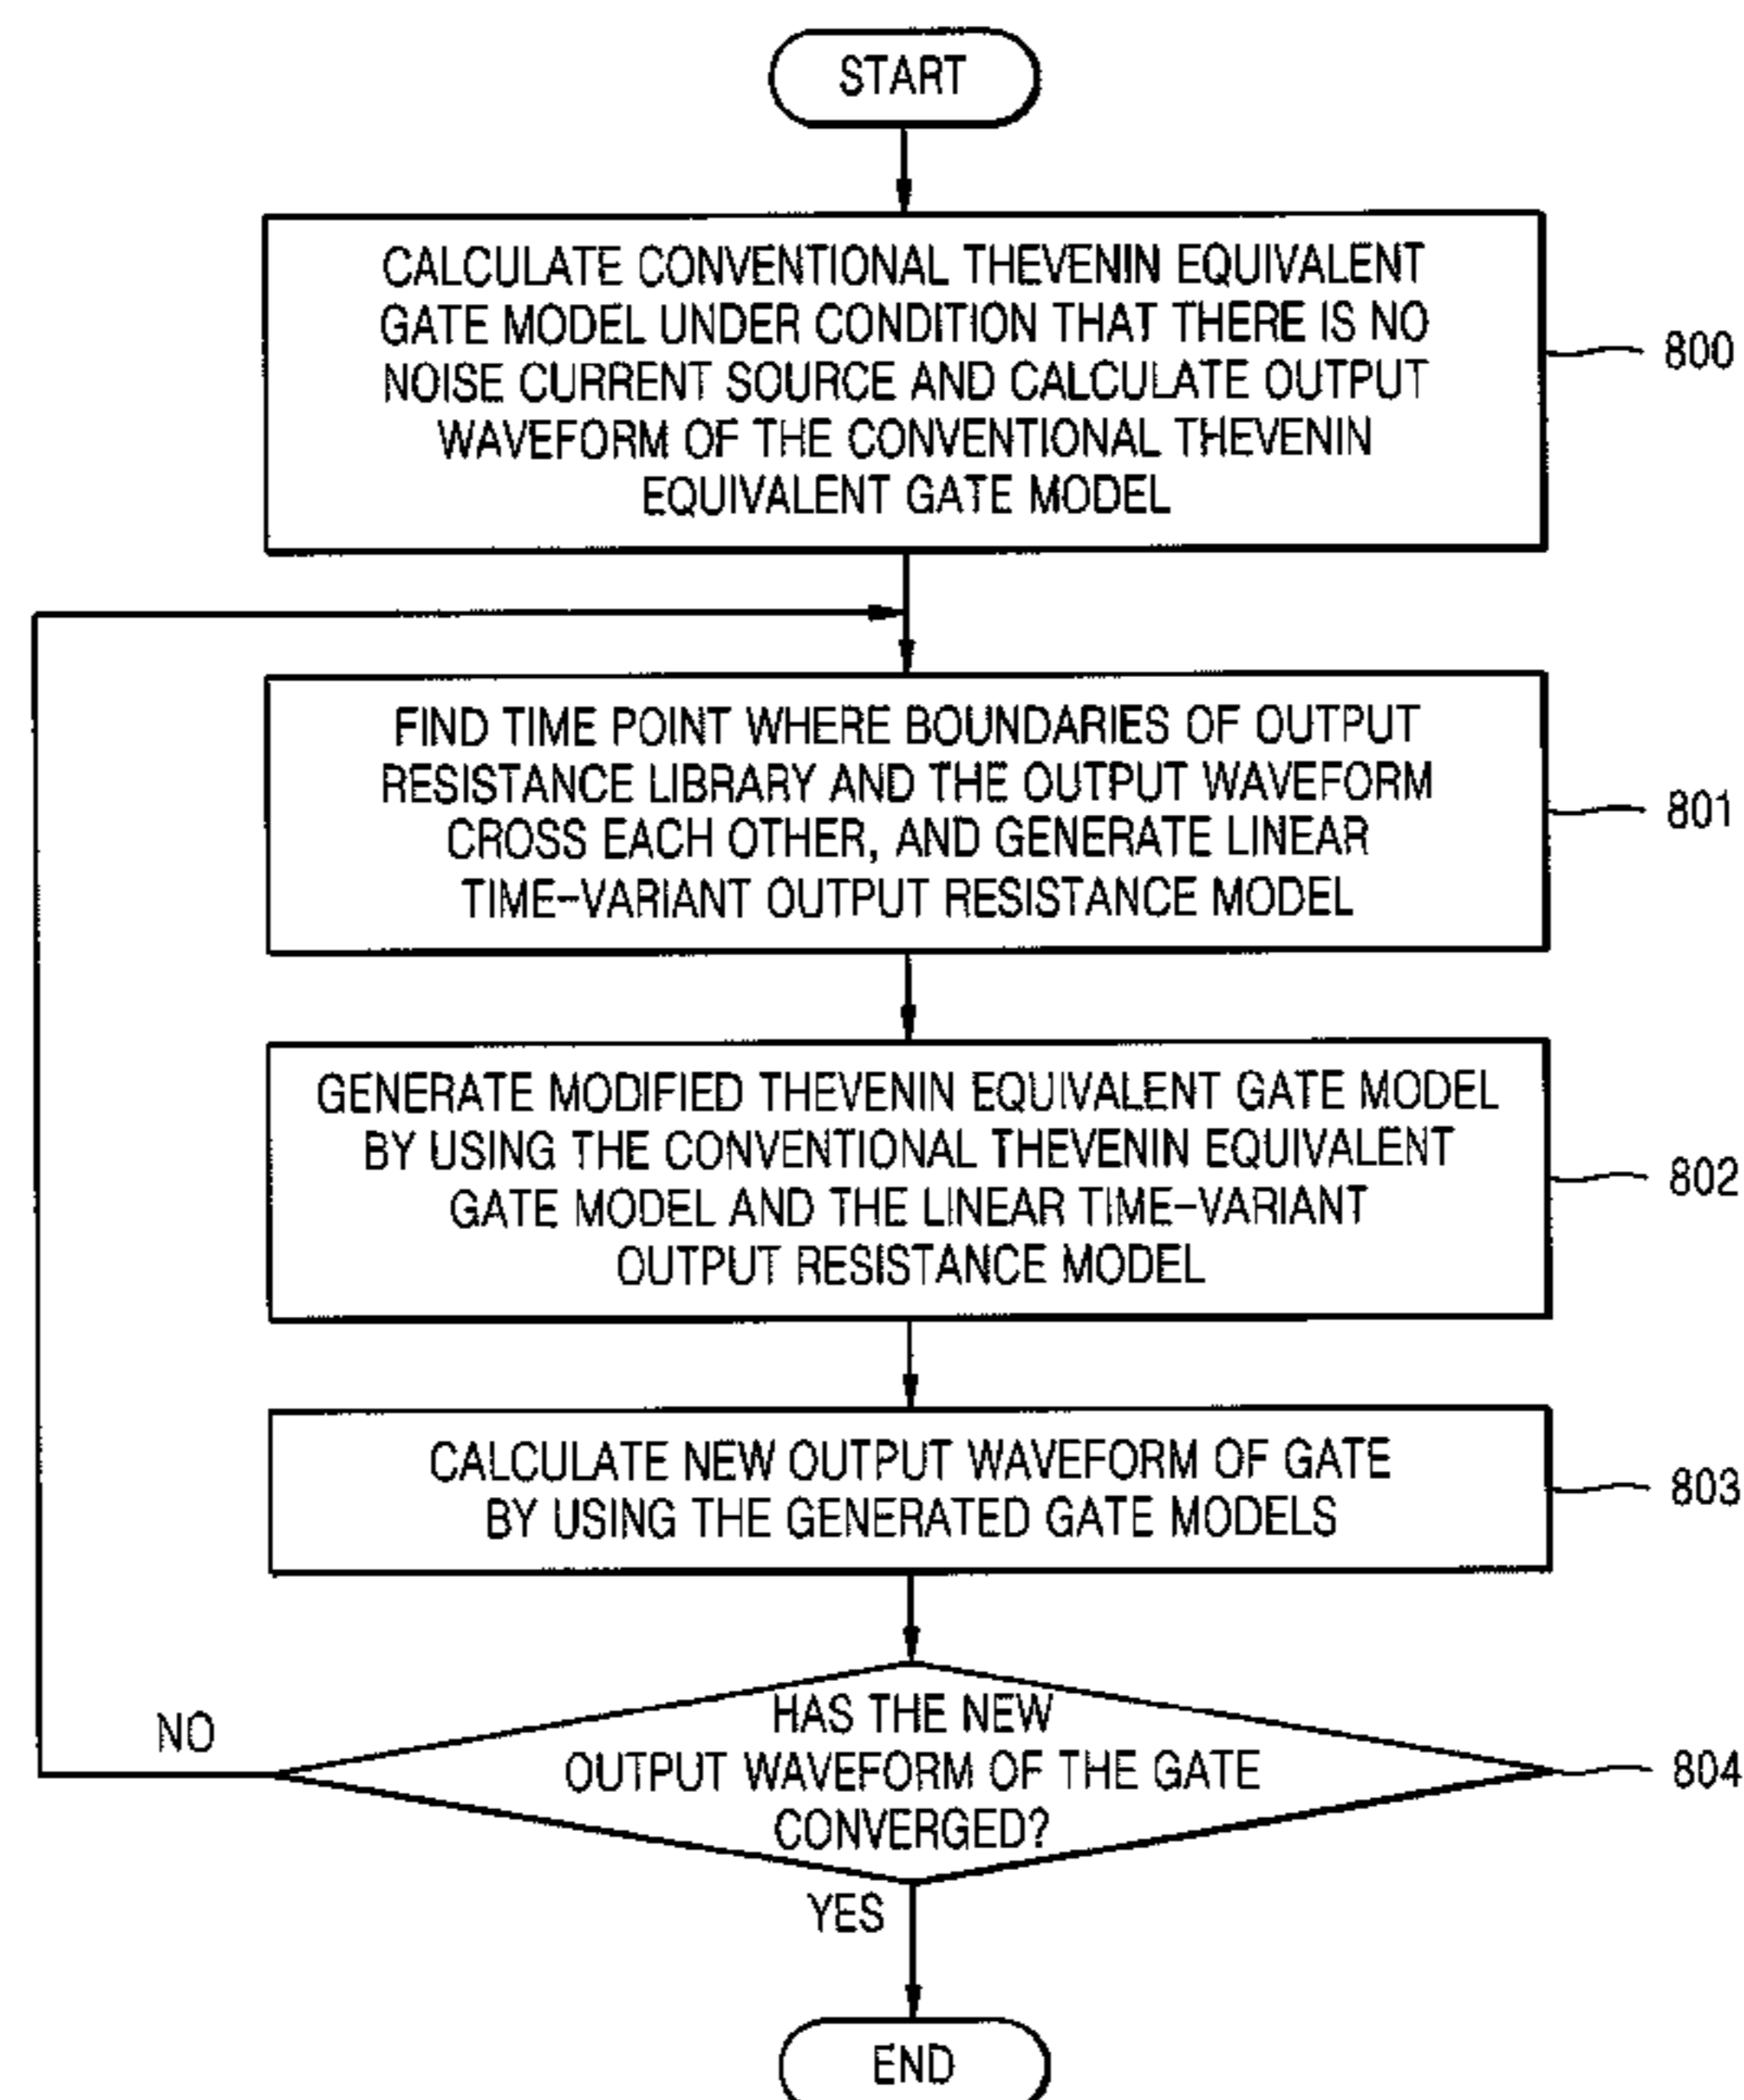 START
CALCULATE CONVENTIONAL THEVENIN EQUIVALENT
GATE MODEL UNDER CONDITION THAT THERE IS NO
NOISE CURRENT SOURCE AND CALCULATE OUTPUT
WAVEFORM OF THE CONVENTIONAL THEVENIN
EQUIVALENT GATE MODEL
800
FIND TIME POINT WHERE BOUNDARIES OF OUTPUT
RESISTANCE LIBRARY AND THE OUTPUT WAVEFORM
CROSS EACH OTHER, AND GENERATE LINEAR
TIME-VARIANT OUTPUT RESISTANCE MODEL
801
GENERATE MODIFIED THEVENIN EQUIVALENT GATE MODEL
BY USING THE CONVENTIONAL THEVENIN EQUIVALENT
GATE MODEL AND THE LINEAR TIME-VARIANT
OUTPUT RESISTANCE MODEL
802
CALCULATE NEW OUTPUT WAVEFORM OF GATE
BY USING THE GENERATED GATE MODELS
803
HAS THE NEW
OUTPUT WAVEFORM OF THE GATE
CONVERGED?
804
NO
YES
END